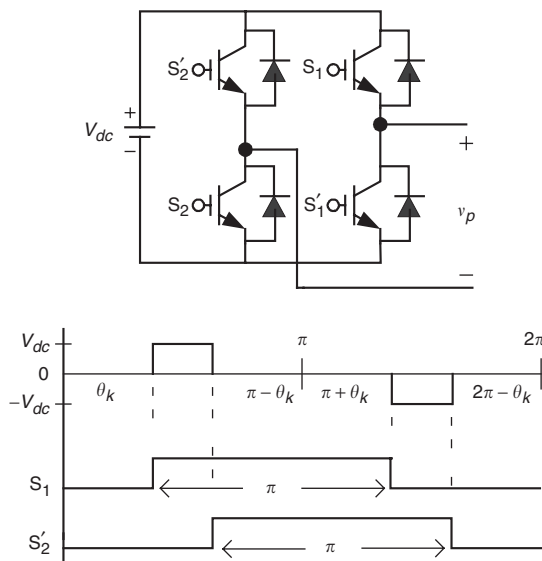 S′2
S1
+
Vdc
−
+
S2
S′1
vp
−
Vdc
π
2π
0
θk
π − θk
π + θk
2π − θk
−Vdc
S1
π
S′2
π